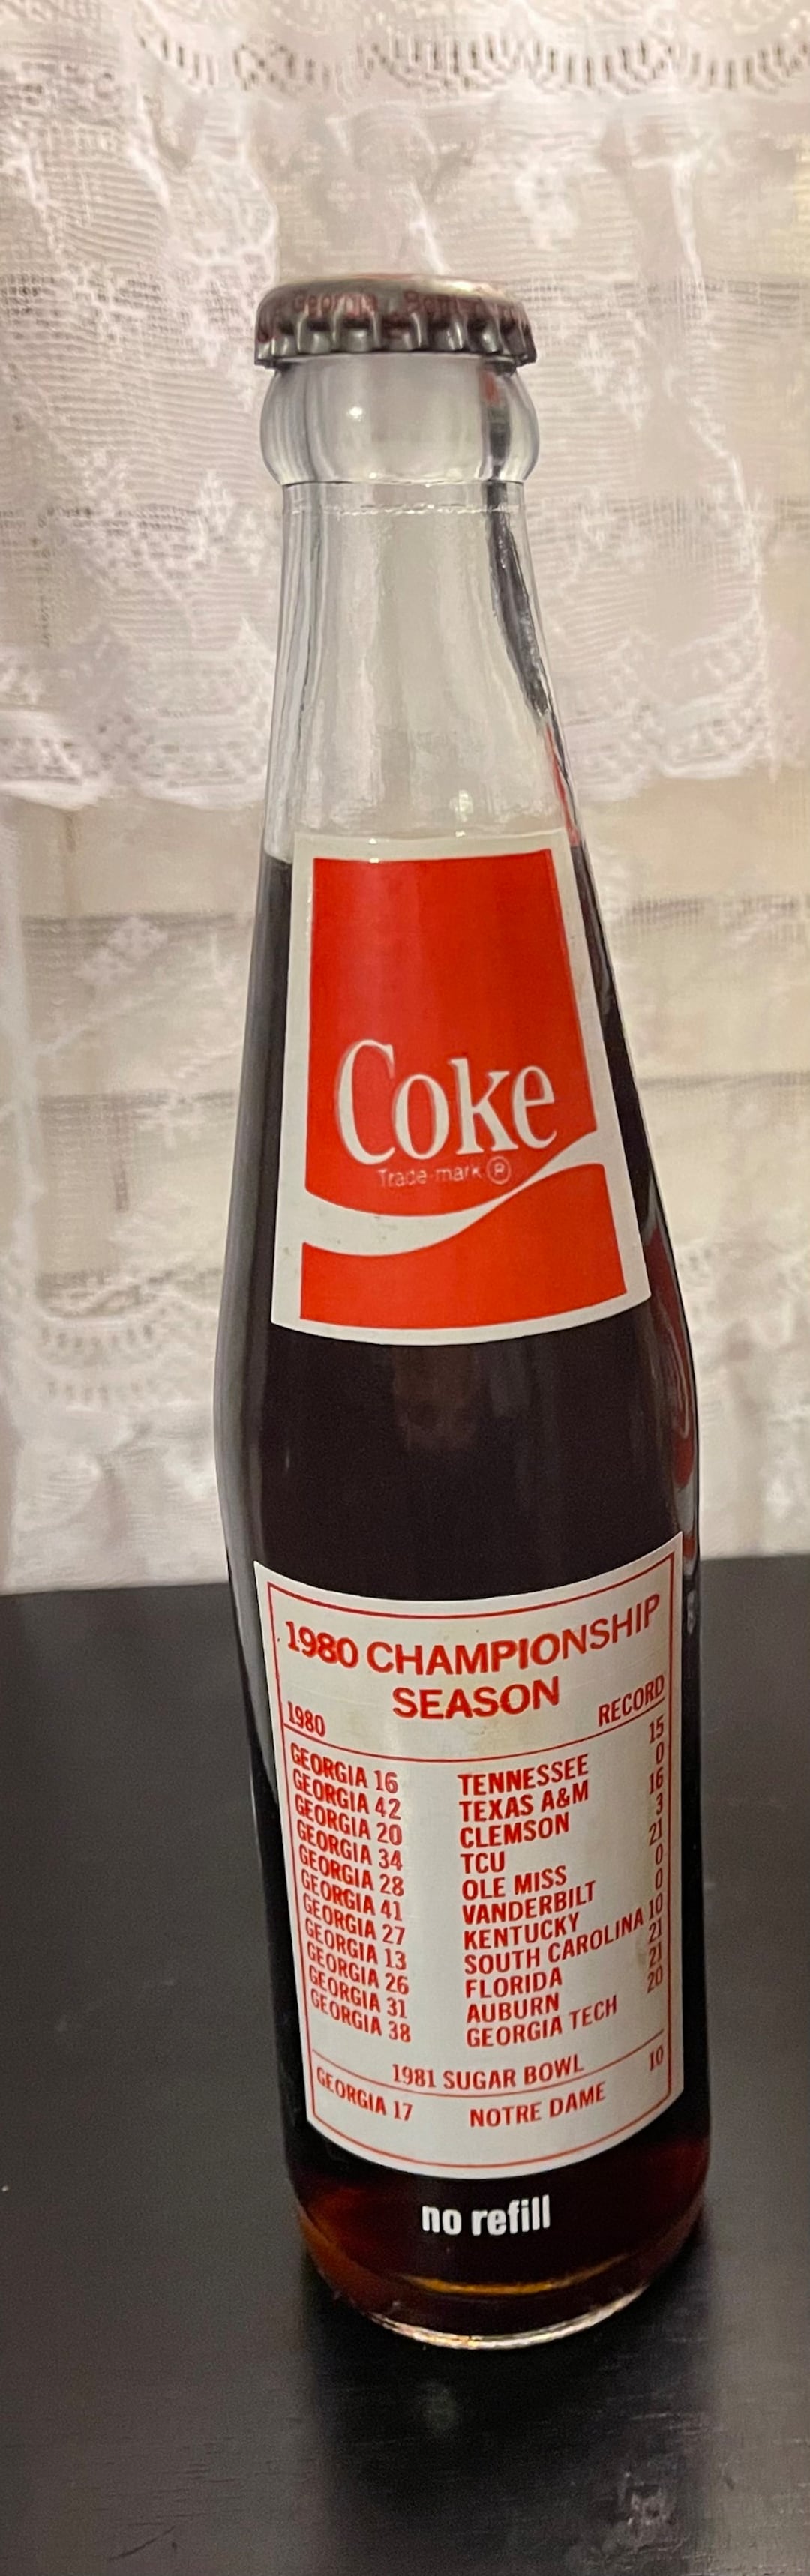 Georgia
Coke
Trade-mark ®
1980 CHAMPIONSHIP
SEASON
1980 RECORD
GEORGIA 16 TENNESSEE 15
GEORGIA 42 TEXAS A&M 0
GEORGIA 20 CLEMSON 16
GEORGIA 34 TCU 3
GEORGIA 28 OLE MISS 21
GEORGIA 41 VANDERBILT 0
GEORGIA 27 KENTUCKY 0
GEORGIA 13 SOUTH CAROLINA 10
GEORGIA 26 FLORIDA 21
GEORGIA 31 AUBURN 21
GEORGIA 38 GEORGIA TECH 20
1981 SUGAR BOWL
GEORGIA 17 NOTRE DAME 10
no refill